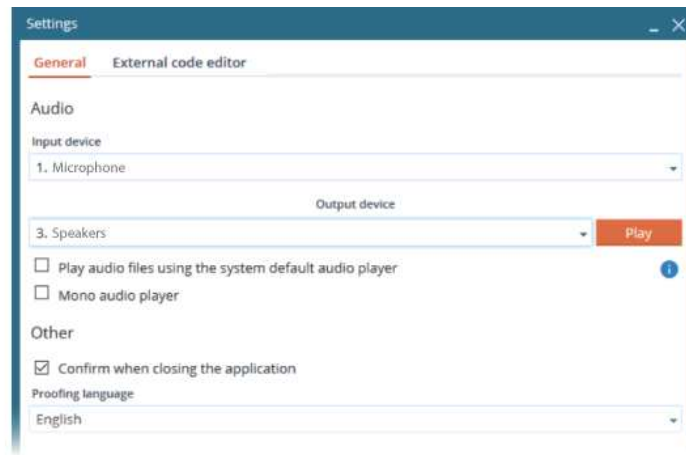 Settings
General External code editor
Audio
Input device
1. Microphone
Output device
3. Speakers Play
Play audio files using the system default audio player
Mono audio player
Other
Confirm when closing the application
Proofing language
English